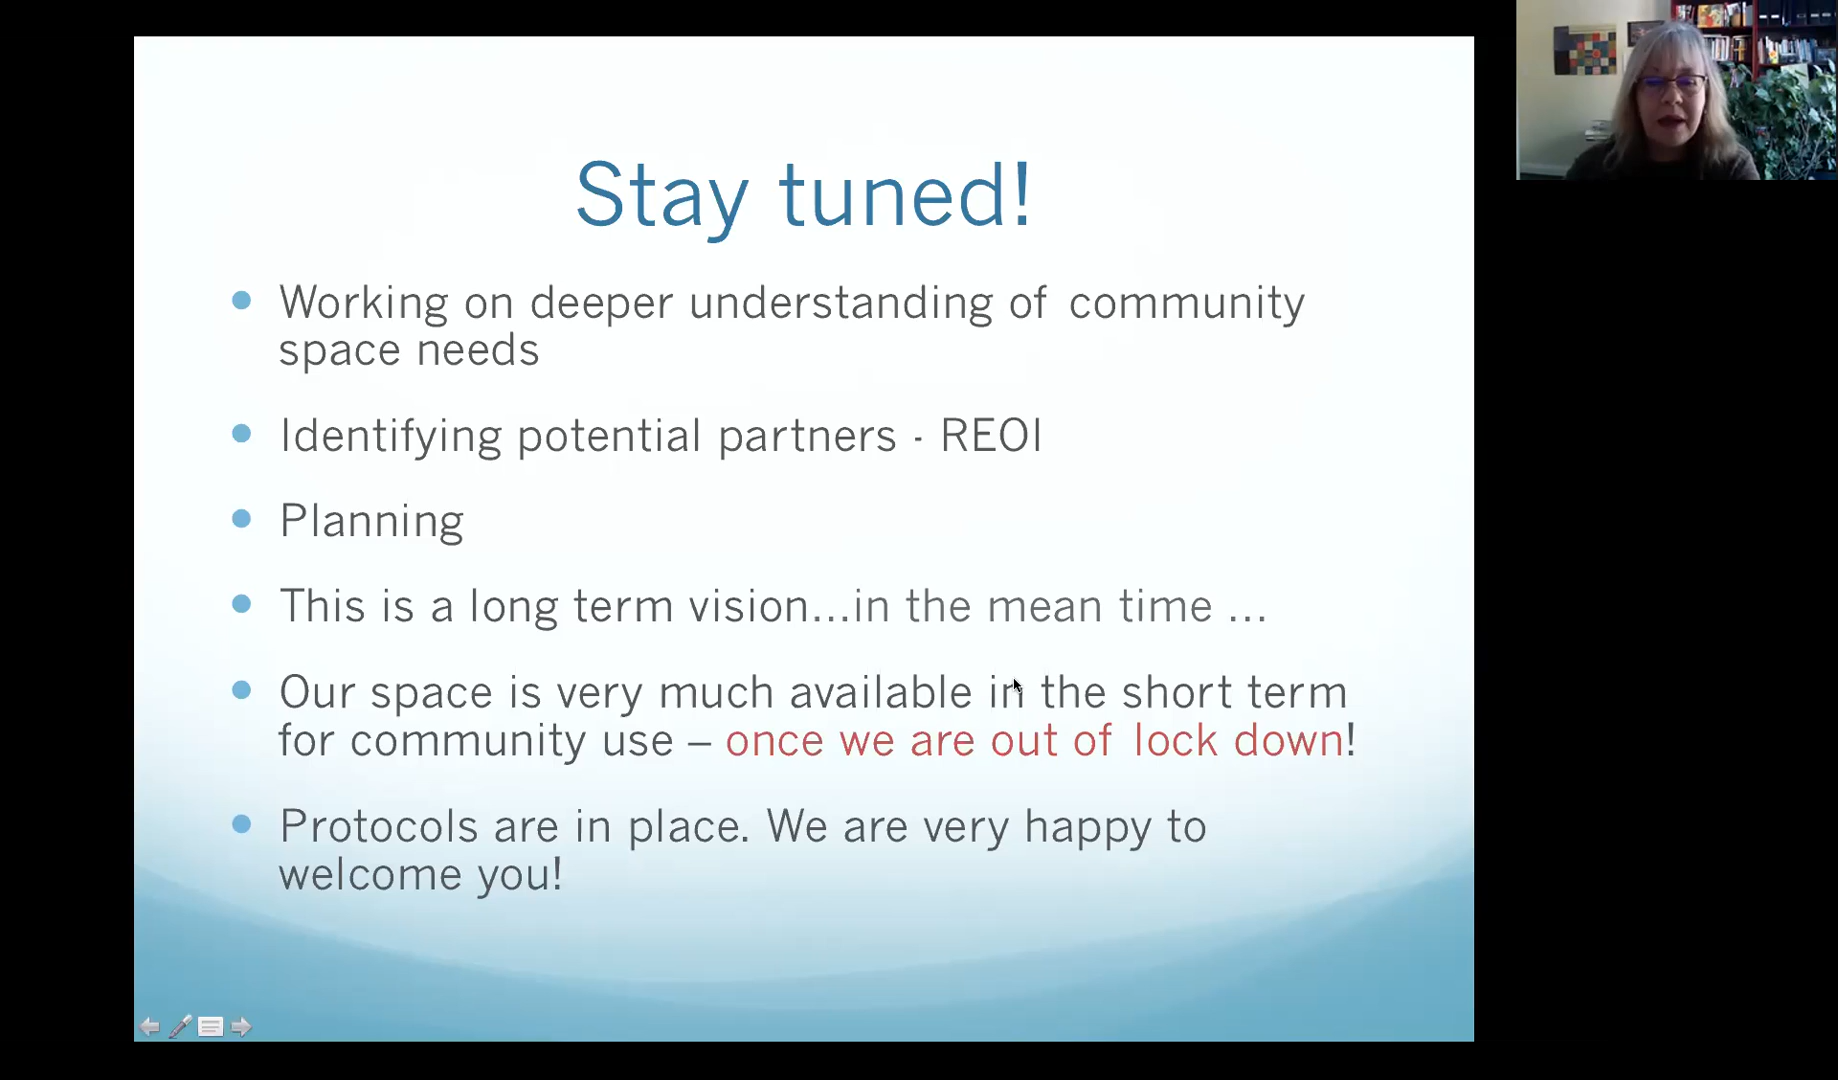 Stay tuned!
Working on deeper understanding of community
space needs
Identifying potential partners - REOI
Planning
This is a long term vision...in the mean time ...
Our space is very much available in the short term
for community use – once we are out of lock down!
Protocols are in place. We are very happy to
welcome you!